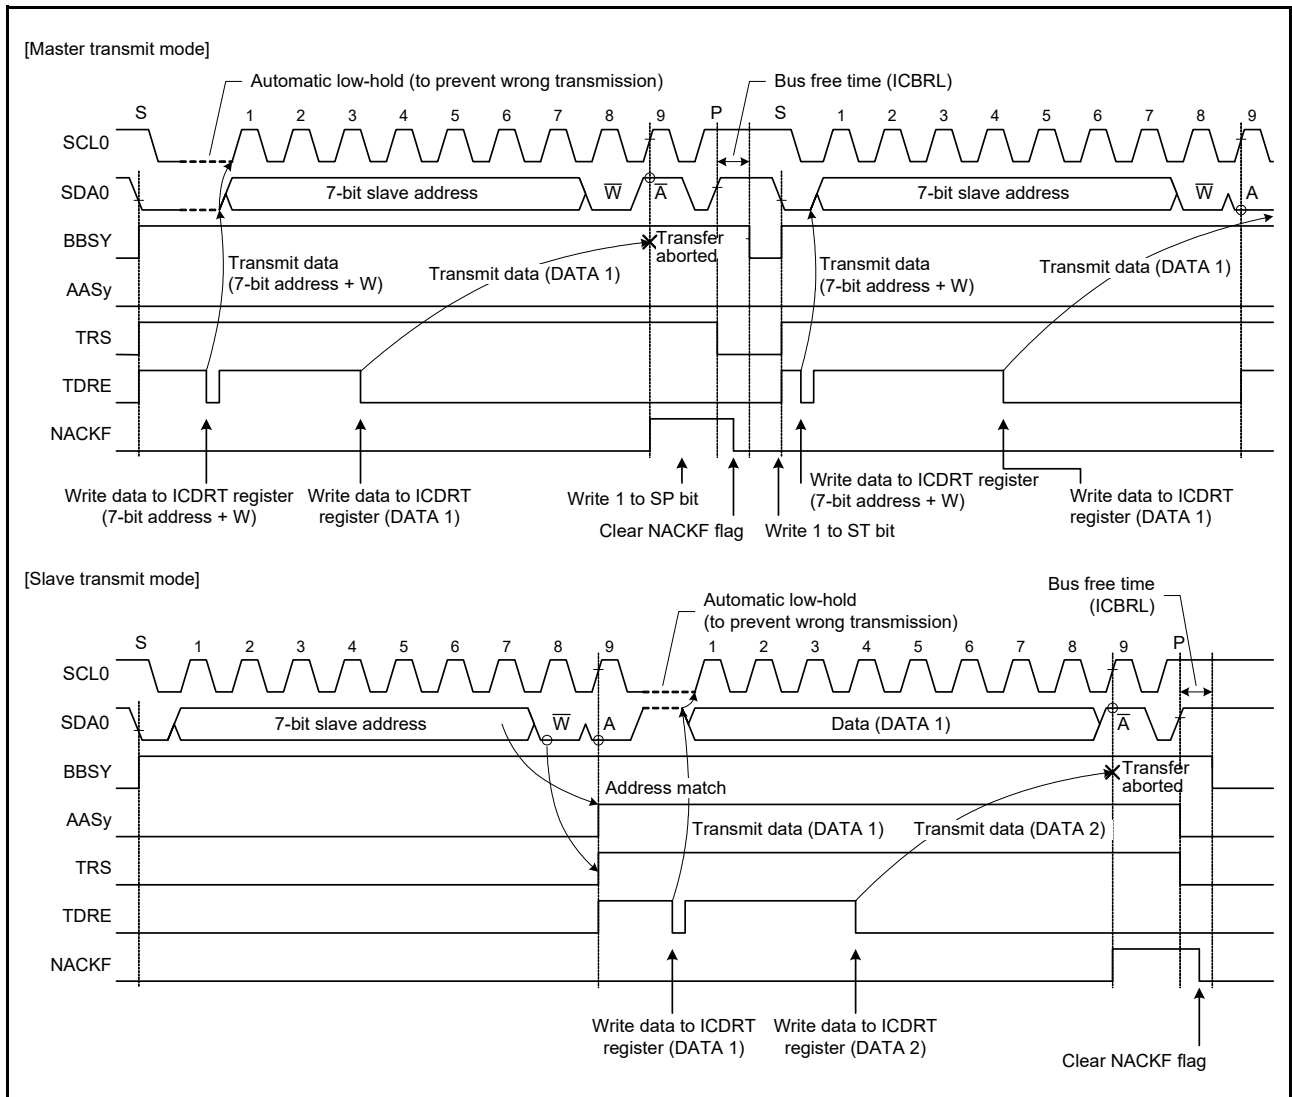 [Master transmit mode]
Automatic low-hold (to prevent wrong transmission)
Bus free time (ICBRL)
S 1 2 3 4 5 6 7 8 9 P S 1 2 3 4 5 6 7 8 9
SCL0
SDA0 7-bit slave address W̅ A̅ 7-bit slave address W̅ A
BBSY
Transfer
aborted
Transmit data
(7-bit address + W)
Transmit data (DATA 1)
Transmit data
(7-bit address + W)
Transmit data (DATA 1)
AASy
TRS
TDRE
NACKF
Write data to ICDRT register
(7-bit address + W)
Write data to ICDRT
register (DATA 1)
Write 1 to SP bit
Clear NACKF flag
Write 1 to ST bit
Write data to ICDRT register
(7-bit address + W)
Write data to ICDRT
register (DATA 1)
[Slave transmit mode]
Automatic low-hold
(to prevent wrong transmission)
Bus free time
(ICBRL)
S 1 2 3 4 5 6 7 8 9 1 2 3 4 5 6 7 8 9 P
SCL0
SDA0 7-bit slave address W̅ A Data (DATA 1) A̅
BBSY
Transfer
aborted
Address match
AASy
Transmit data (DATA 1)
Transmit data (DATA 2)
TRS
TDRE
NACKF
Write data to ICDRT
register (DATA 1)
Write data to ICDRT
register (DATA 2)
Clear NACKF flag